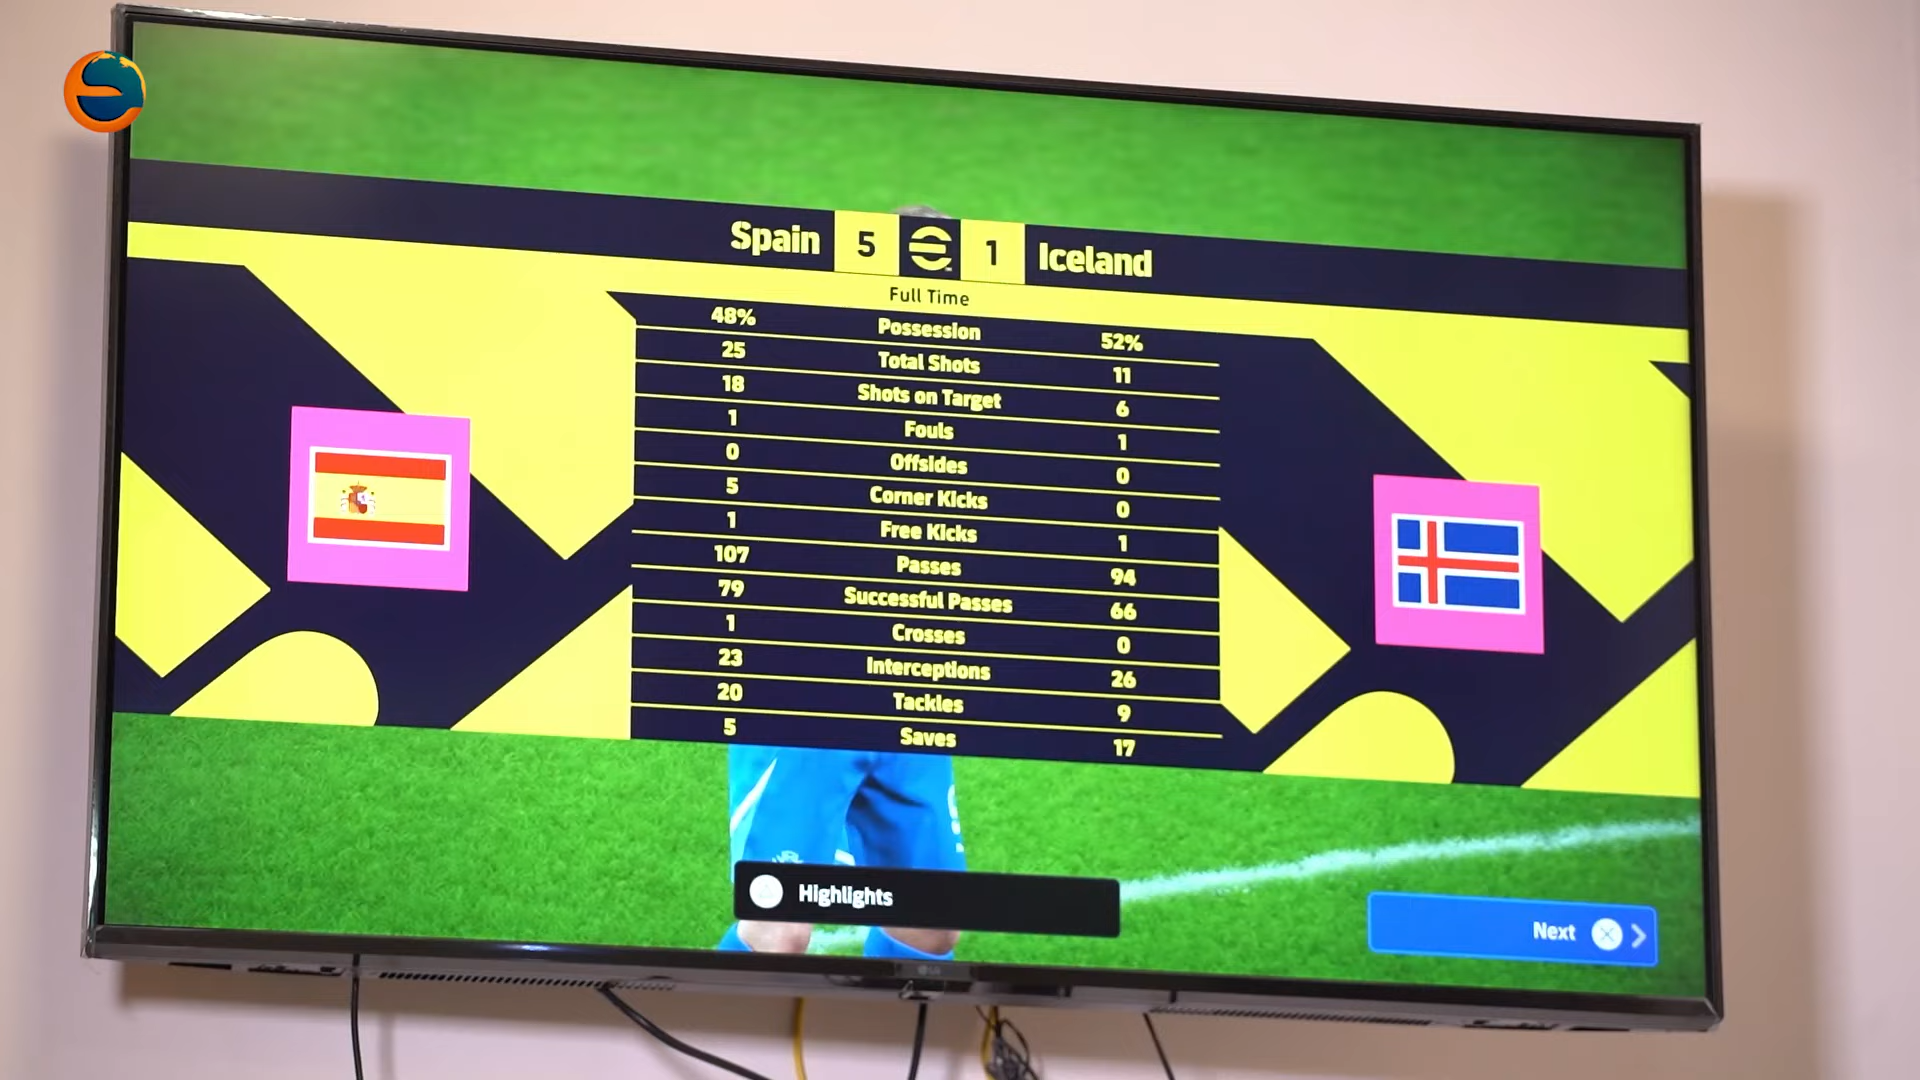 Spain 5 1 Iceland
Full Time
48% Possession 52%
25 Total Shots 11
18 Shots on Target 6
1 Fouls 1
0 Offsides 0
5 Corner Kicks 0
1 Free Kicks 1
107 Passes 94
79 Successful Passes 66
1 Crosses 0
23 Interceptions 26
20 Tackles 9
5 Saves 17
Highlights
Next
LG